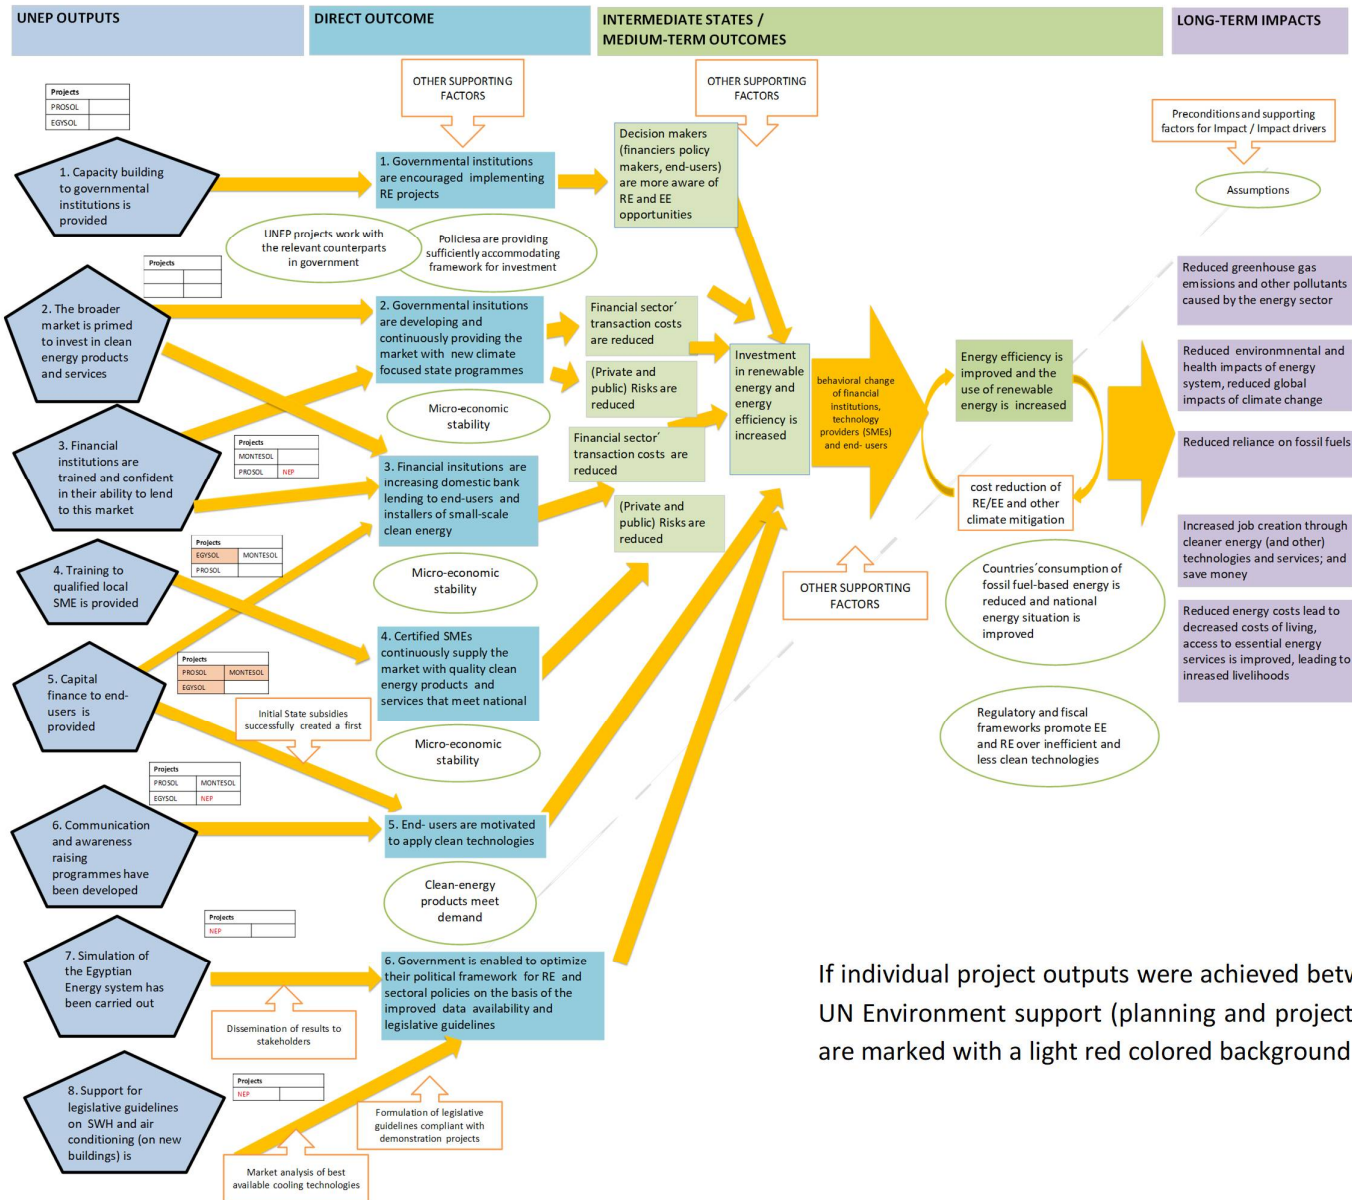 UNEP OUTPUTS
DIRECT OUTCOME
INTERMEDIATE STATES /
MEDIUM-TERM OUTCOMES
LONG-TERM IMPACTS
Projects
PROSOL
EGYSOL
OTHER SUPPORTING
FACTORS
OTHER SUPPORTING
FACTORS
Preconditions and supporting
factors for Impact / Impact drivers
Assumptions
1. Capacity building
to governmental
institutions is
provided
1. Governmental institutions
are encouraged implementing
RE projects
Decision makers
(financiers policy
makers, end-users)
are more aware of
RE and EE
opportunities
UNEP projects work with
the relevant counterparts
in government
Policiesa are providing
sufficiently accommodating
framework for investment
Projects
2. The broader
market is primed
to invest in clean
energy products
and services
2. Governmental insitutions
are developing and
continuously providing the
market with new climate
focused state programmes
Financial sector´
transaction costs
are reduced
(Private and
public) Risks are
reduced
Micro-economic
stability
Investment
in renewable
energy and
energy
efficiency is
increased
behavioral change
of financial
institutions,
technology
providers (SMEs)
and end- users
Energy efficiency is
improved and the
use of renewable
energy is increased
cost reduction of
RE/EE and other
climate mitigation
Reduced greenhouse gas
emissions and other pollutants
caused by the energy sector
Reduced environmnental and
health impacts of energy
system, reduced global
impacts of climate change
Reduced reliance on fossil fuels
Increased job creation through
cleaner energy (and other)
technologies and services; and
save money
Reduced energy costs lead to
decreased costs of living,
access to essential energy
services is improved, leading to
inreased livelihoods
3. Financial
institutions are
trained and confident
in their ability to lend
to this market
Projects
MONTESOL
PROSOL NEP
3. Financial insitutions are
increasing domestic bank
lending to end-users and
installers of small-scale
clean energy
Financial sector´
transaction costs are
reduced
(Private and
public) Risks are
reduced
Micro-economic
stability
4. Training to
qualified local
SME is provided
Projects
EGYSOL MONTESOL
PROSOL
4. Certified SMEs
continuously supply the
market with quality clean
energy products and
services that meet national
Micro-economic
stability
OTHER SUPPORTING
FACTORS
Countries´consumption of
fossil fuel-based energy is
reduced and national
energy situation is
improved
Regulatory and fiscal
frameworks promote EE
and RE over inefficient and
less clean technologies
5. Capital
finance to end-
users is
provided
Projects
PROSOL MONTESOL
EGYSOL
Initial State subsidies
successfully created a first
6. Communication
and awareness
raising
programmes have
been developed
Projects
PROSOL MONTESOL
EGYSOL NEP
5. End- users are motivated
to apply clean technologies
Clean-energy
products meet
demand
7. Simulation of
the Egyptian
Energy system has
been carried out
Projects
NEP
Dissemination of results to
stakeholders
6. Government is enabled to optimize
their political framework for RE and
sectoral policies on the basis of the
improved data availability and
legislative guidelines
8. Support for
legislative guidelines
on SWH and air
conditioning (on new
buildings) is
Projects
NEP
Formulation of legislative
guidelines compliant with
demonstration projects
Market analysis of best
available cooling technologies
If individual project outputs were achieved betw
UN Environment support (planning and project
are marked with a light red colored background